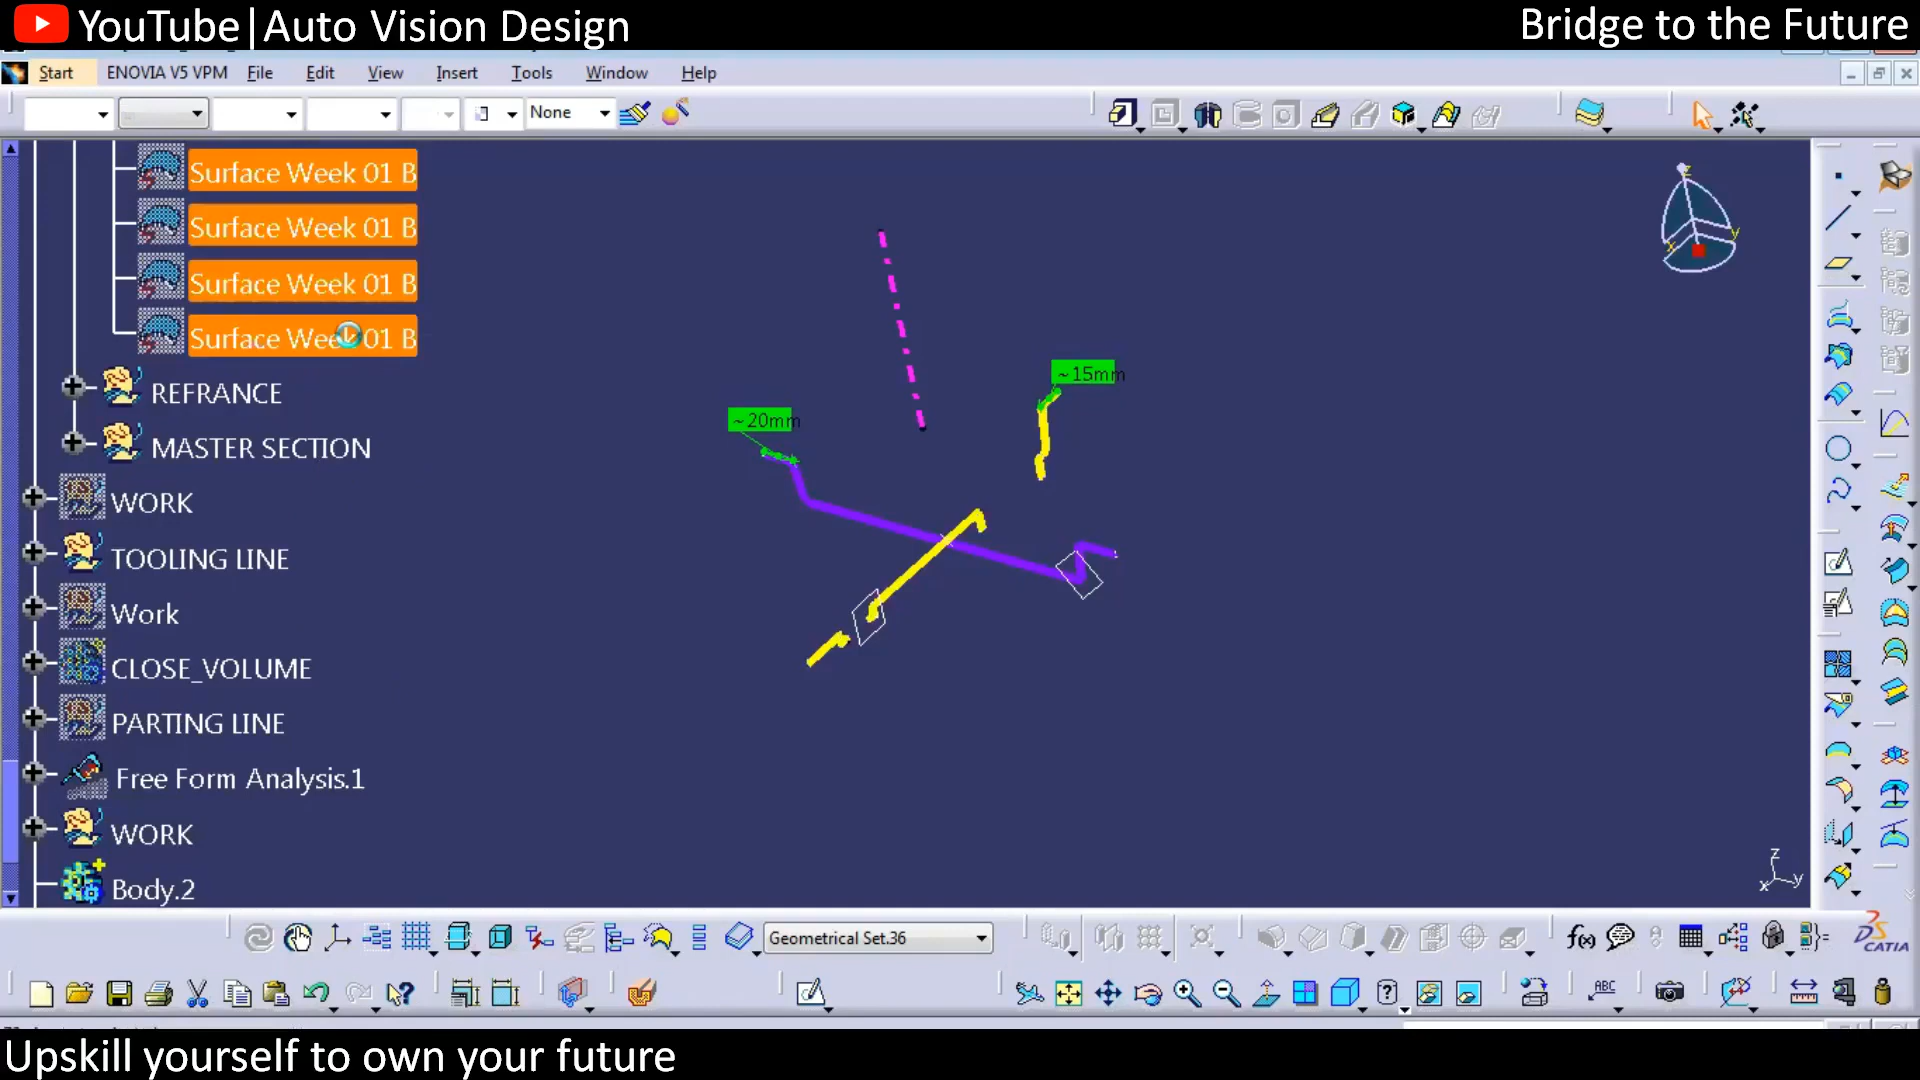 YouTube|Auto Vision Design
Bridge to the Future
Start
ENOVIA V5 VPM
File
Edit
View
Insert
Tools
Window
Help
None
Surface Week 01 B
Surface Week 01 B
Surface Week 01 B
Surface Week 01 B
REFRANCE
MASTER SECTION
WORK
TOOLING LINE
Work
CLOSE_VOLUME
PARTING LINE
Free Form Analysis.1
WORK
Body.2
~15mm
~20mm
z
y
x
z
x
y
Geometrical Set.36
f(x)
CATIA
ABC
Upskill yourself to own your future